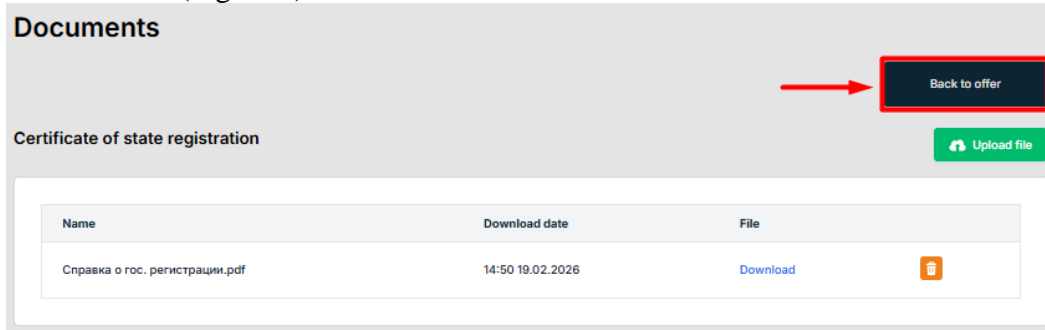 Documents
Back to offer
Certificate of state registration
Upload file
Name Download date File
Справка о гос. регистрации.pdf 14:50 19.02.2026 Download